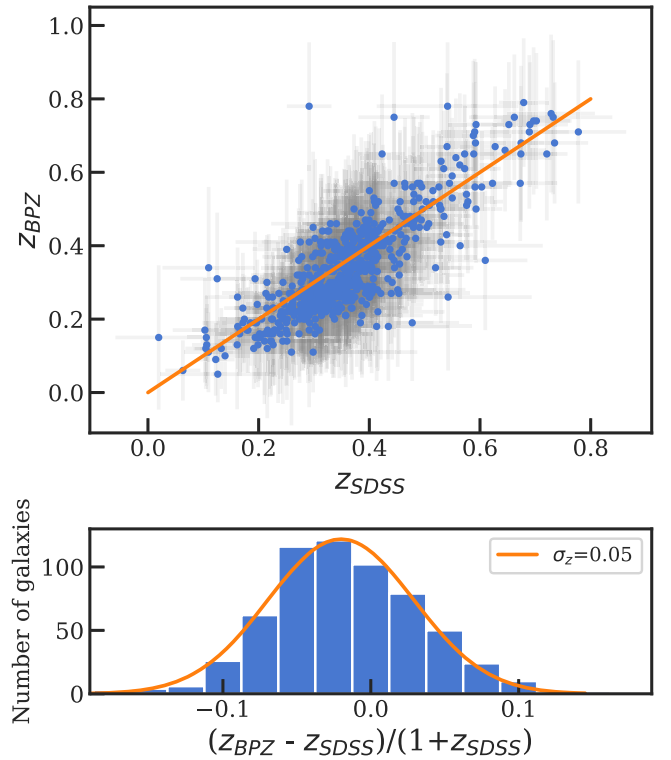 1.0
0.8
0.6
0.4
0.2
0.0
z_BPZ
0.0 0.2 0.4 0.6 0.8
z_SDSS
Number of galaxies
100
50
0
σ_z=0.05
−0.1 0.0 0.1
(z_BPZ - z_SDSS)/(1+z_SDSS)